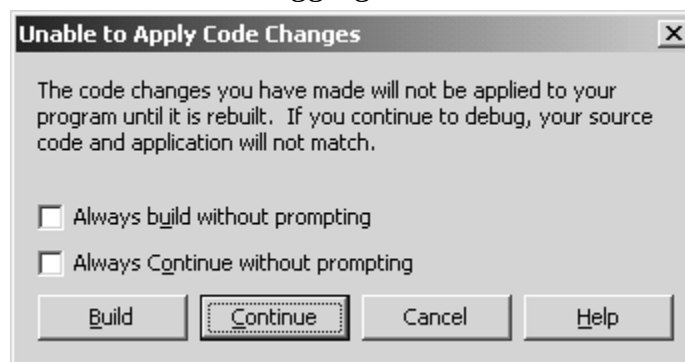 Unable to Apply Code Changes
The code changes you have made will not be applied to your
program until it is rebuilt. If you continue to debug, your source
code and application will not match.
Always build without prompting
Always Continue without prompting
Build Continue Cancel Help